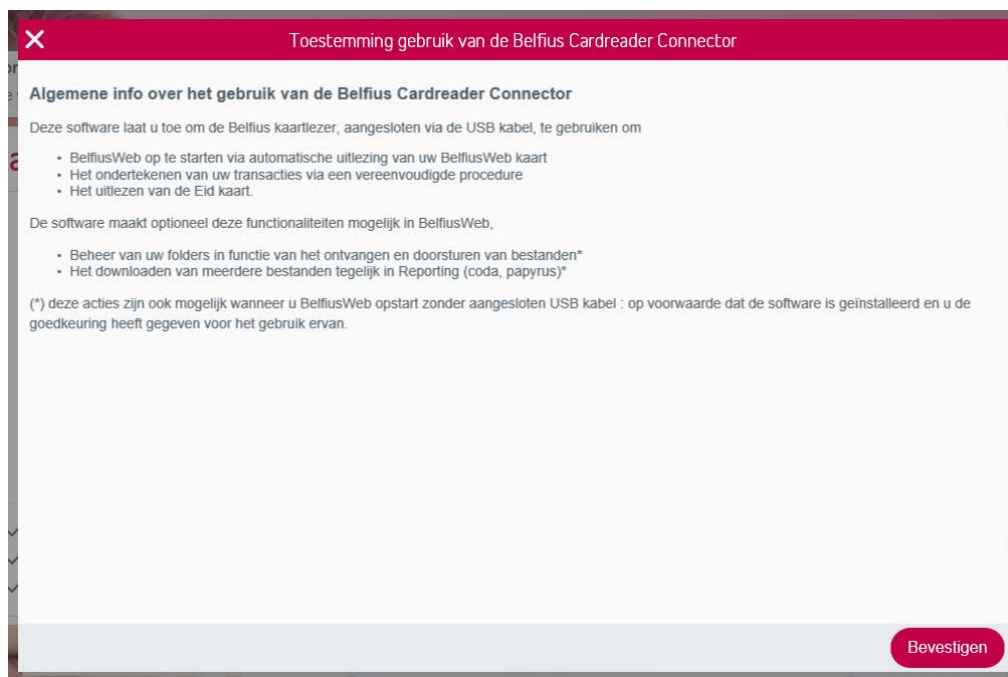 Toestemming gebruik van de Belfius Cardreader Connector
Algemene info over het gebruik van de Belfius Cardreader Connector
Deze software laat u toe om de Belfius kaartlezer, aangesloten via de USB kabel, te gebruiken om
• BelfiusWeb op te starten via automatische uitlezing van uw BelfiusWeb kaart
• Het ondertekenen van uw transacties via een vereenvoudigde procedure
• Het uitlezen van de Eid kaart.
De software maakt optioneel deze functionaliteiten mogelijk in BelfiusWeb,
• Beheer van uw folders in functie van het ontvangen en doorsturen van bestanden*
• Het downloaden van meerdere bestanden tegelijk in Reporting (coda, papyrus)*
(*) deze acties zijn ook mogelijk wanneer u BelfiusWeb opstart zonder aangesloten USB kabel : op voorwaarde dat de software is geïnstalleerd en u de
goedkeuring heeft gegeven voor het gebruik ervan.
Bevestigen